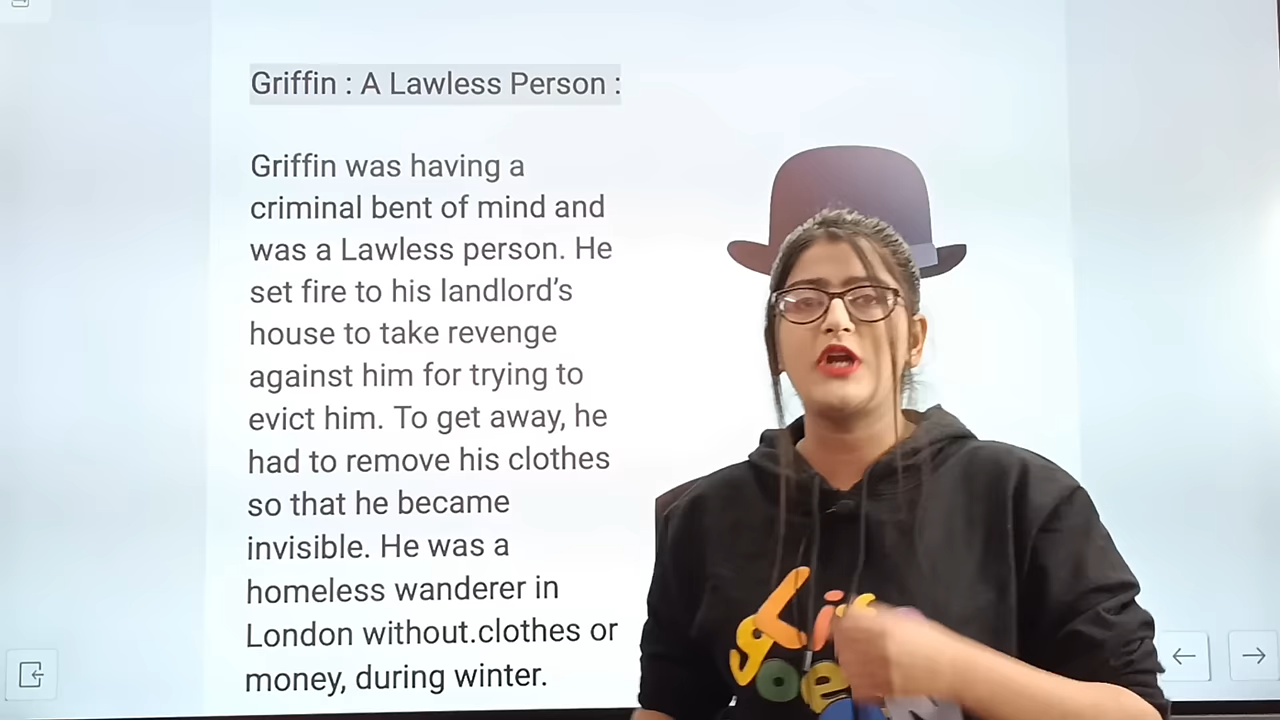 Griffin : A Lawless Person :
Griffin was having a
criminal bent of mind and
was a Lawless person. He
set fire to his landlord's
house to take revenge
against him for trying to
evict him. To get away, he
had to remove his clothes
so that he became
invisible. He was a
homeless wanderer in
London without.clothes or
money, during winter.
goe